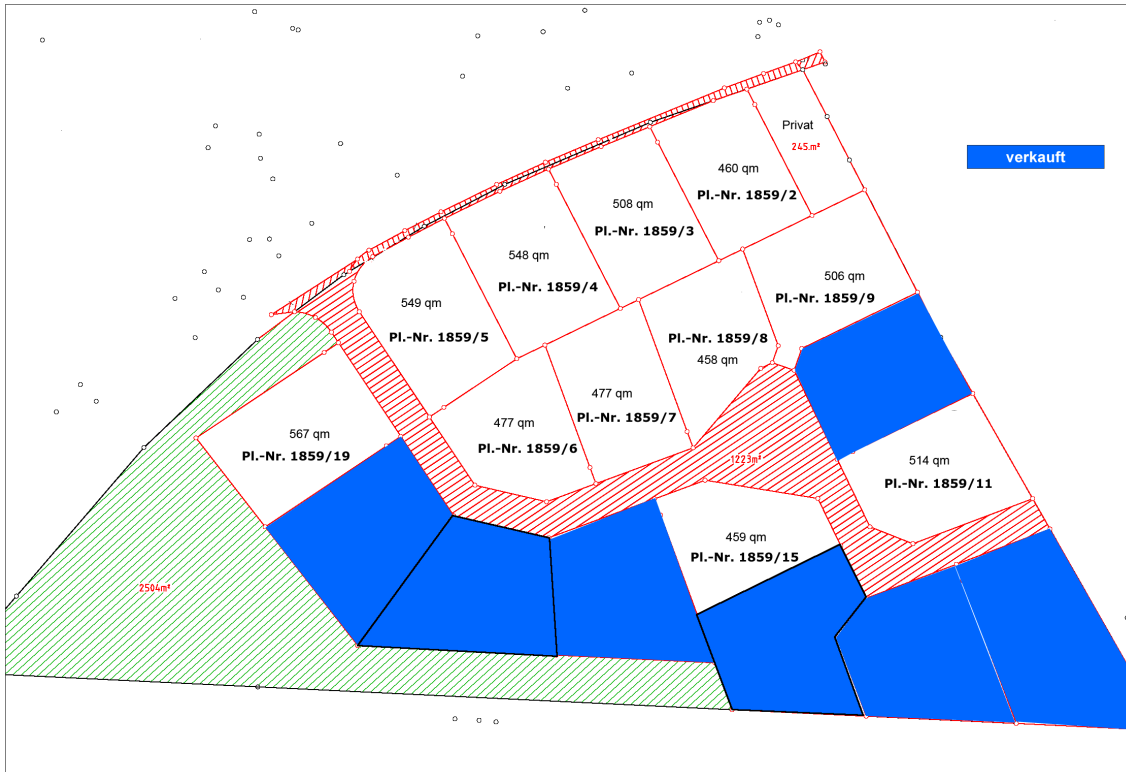 Privat
245.m²
verkauft
460 qm
Pl.-Nr. 1859/2
508 qm
Pl.-Nr. 1859/3
548 qm
Pl.-Nr. 1859/4
506 qm
Pl.-Nr. 1859/9
549 qm
Pl.-Nr. 1859/5
Pl.-Nr. 1859/8
458 qm
477 qm
Pl.-Nr. 1859/7
477 qm
Pl.-Nr. 1859/6
567 qm
Pl.-Nr. 1859/19
1223m²
514 qm
Pl.-Nr. 1859/11
459 qm
Pl.-Nr. 1859/15
2504m²